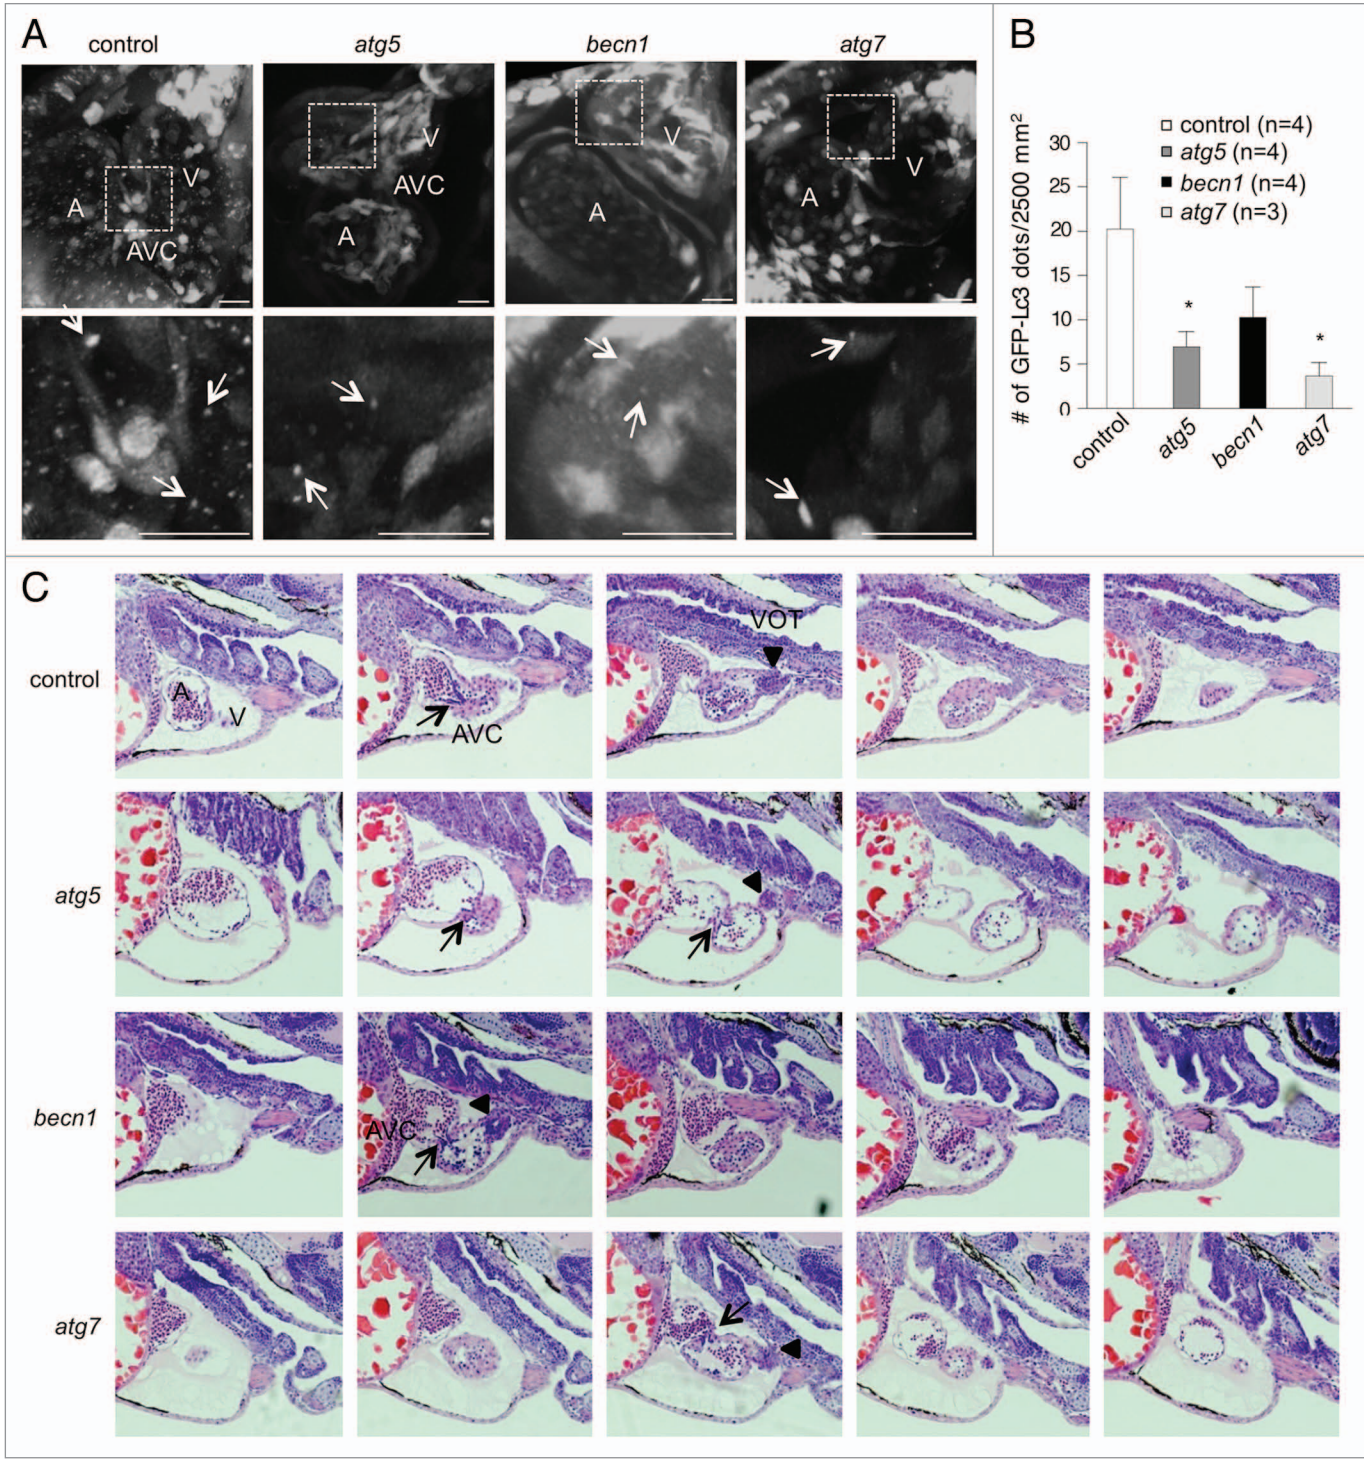 A
control
atg5
becn1
atg7
A
V
AVC
V
AVC
A
V
A
V
A
B
control (n=4)
atg5 (n=4)
becn1 (n=4)
atg7 (n=3)
# of GFP-Lc3 dots/2500 mm²
30
25
20
15
10
5
0
*
*
control
atg5
becn1
atg7
C
control
A
V
AVC
VOT
atg5
becn1
AVC
atg7